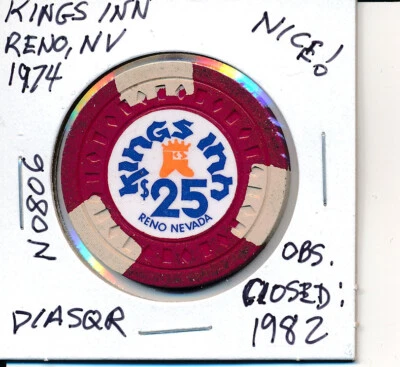 KINGS INN
RENO, NV
1974
NICE!
Kings Inn
$25
RENO NEVADA
N0806
DIASQR
OBS.
CLOSED:
1982